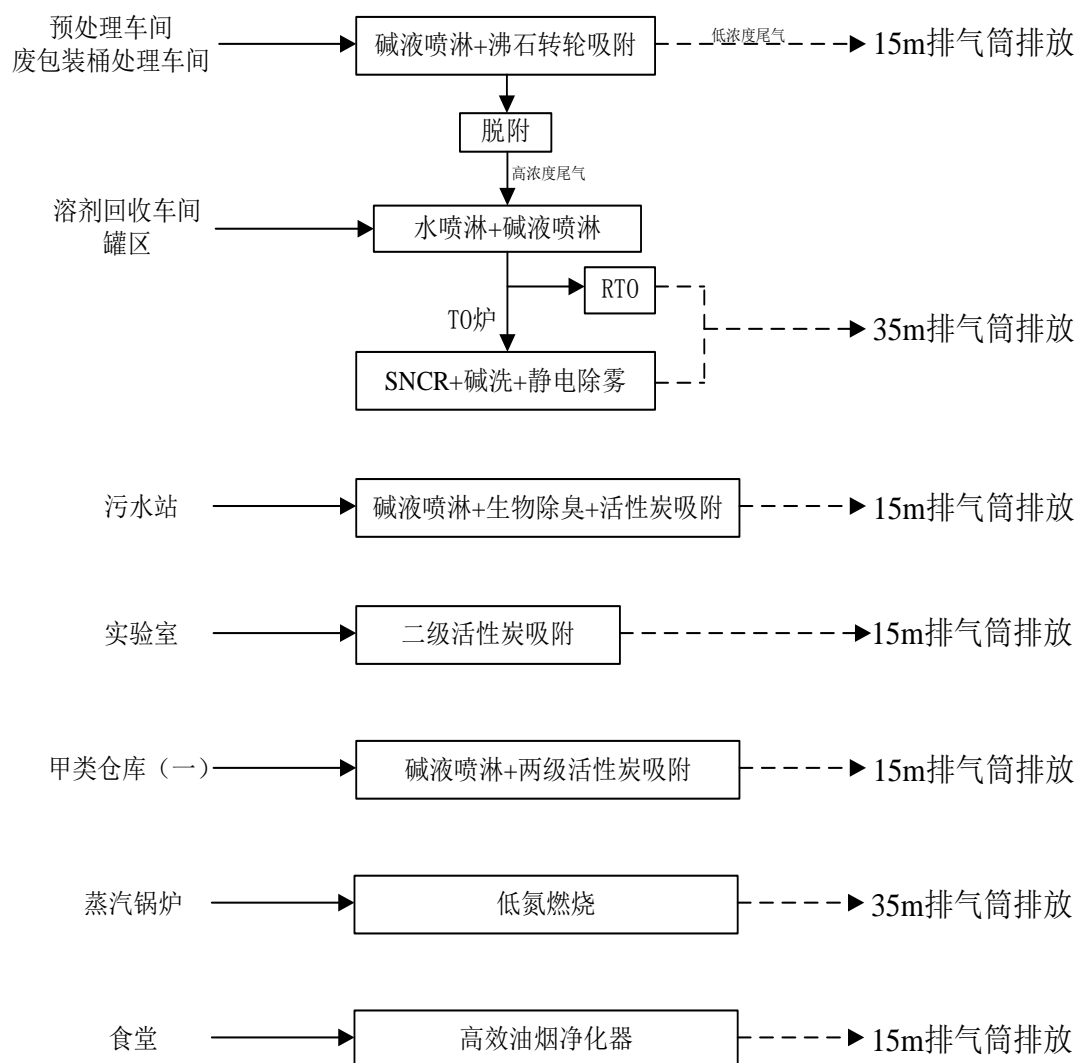 预处理车间
废包装桶处理车间
碱液喷淋+沸石转轮吸附
低浓度尾气
15m排气筒排放
脱附
高浓度尾气
溶剂回收车间
罐区
水喷淋+碱液喷淋
RTO
TO炉
35m排气筒排放
SNCR+碱洗+静电除雾
污水站
碱液喷淋+生物除臭+活性炭吸附
15m排气筒排放
实验室
二级活性炭吸附
15m排气筒排放
甲类仓库（一）
碱液喷淋+两级活性炭吸附
15m排气筒排放
蒸汽锅炉
低氮燃烧
35m排气筒排放
食堂
高效油烟净化器
15m排气筒排放